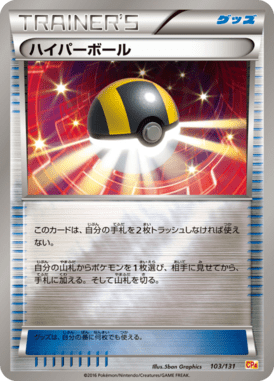 TRAINER'S
グッズ
ハイパーボール
このカードは、自分の手札を2枚トラッシュしなければ使えない。
自分の山札からポケモンを1枚選び、相手に見せてから、手札に加える。そして山札を切る。
グッズは、自分の番に何枚でも使える。
Illus. 5ban Graphics
103/131
CP4
©2016 Pokémon/Nintendo/Creatures/GAME FREAK.